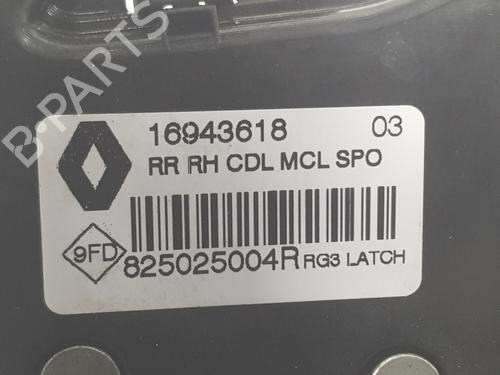 B-PARTS
16943618 03
RR RH CDL MCL SPO
9FD
825025004R RG3 LATCH